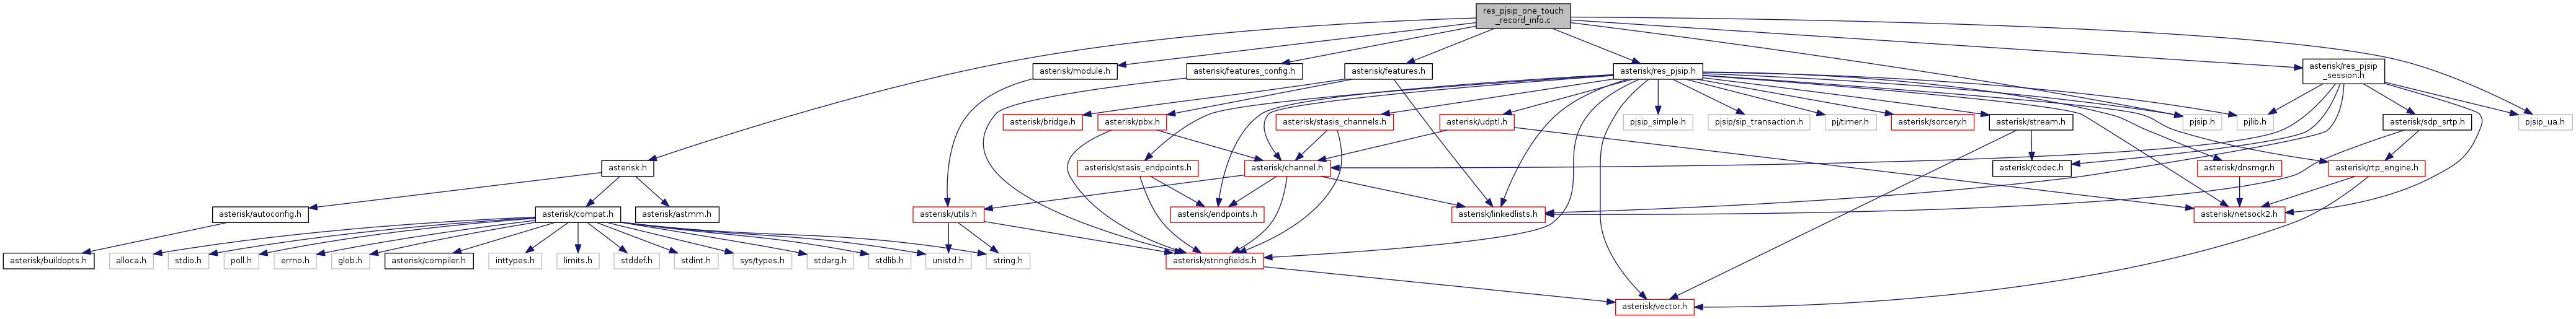 res_pjsip_one_touch
_record_info.c
asterisk/module.h
asterisk/features_config.h
asterisk/features.h
asterisk/res_pjsip.h
asterisk/res_pjsip
_session.h
asterisk/bridge.h
asterisk/pbx.h
asterisk/stasis_channels.h
asterisk/udptl.h
pjsip_simple.h
pjsip/sip_transaction.h
pj/timer.h
asterisk/sorcery.h
asterisk/stream.h
pjsip.h
pjlib.h
asterisk/sdp_srtp.h
pjsip_ua.h
asterisk.h
asterisk/stasis_endpoints.h
asterisk/channel.h
asterisk/codec.h
asterisk/dnsmgr.h
asterisk/rtp_engine.h
asterisk/autoconfig.h
asterisk/compat.h
asterisk/astmm.h
asterisk/utils.h
asterisk/endpoints.h
asterisk/linkedlists.h
asterisk/netsock2.h
asterisk/buildopts.h
alloca.h
stdio.h
poll.h
errno.h
glob.h
asterisk/compiler.h
inttypes.h
limits.h
stddef.h
stdint.h
sys/types.h
stdarg.h
stdlib.h
unistd.h
string.h
asterisk/stringfields.h
asterisk/vector.h